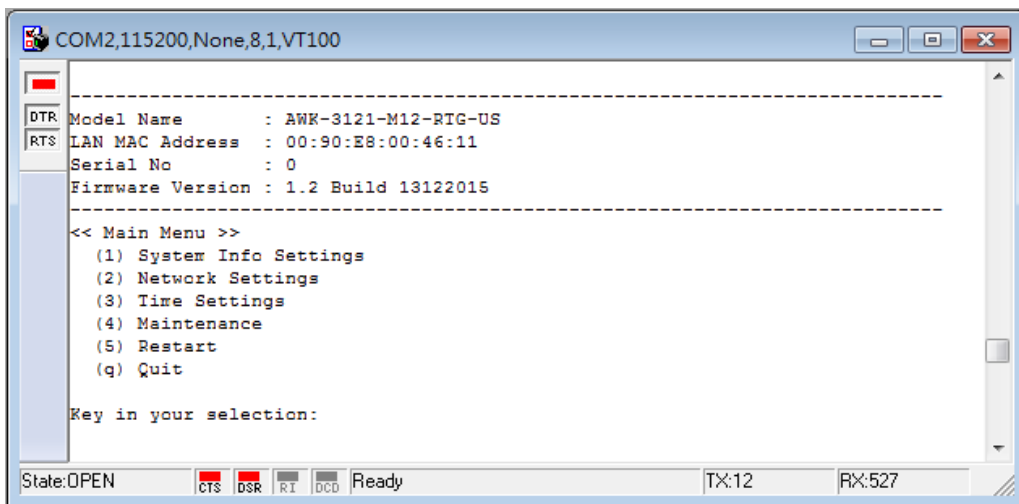 COM2,115200,None,8,1,VT100
DTR
RTS
--------------------------------------------------------------------------------
Model Name : AWK-3121-M12-RTG-US
LAN MAC Address : 00:90:E8:00:46:11
Serial No : 0
Firmware Version : 1.2 Build 13122015
--------------------------------------------------------------------------------
<< Main Menu >>
(1) System Info Settings
(2) Network Settings
(3) Time Settings
(4) Maintenance
(5) Restart
(q) Quit
Key in your selection:
State:OPEN CTS DSR RI DCD Ready TX:12 RX:527